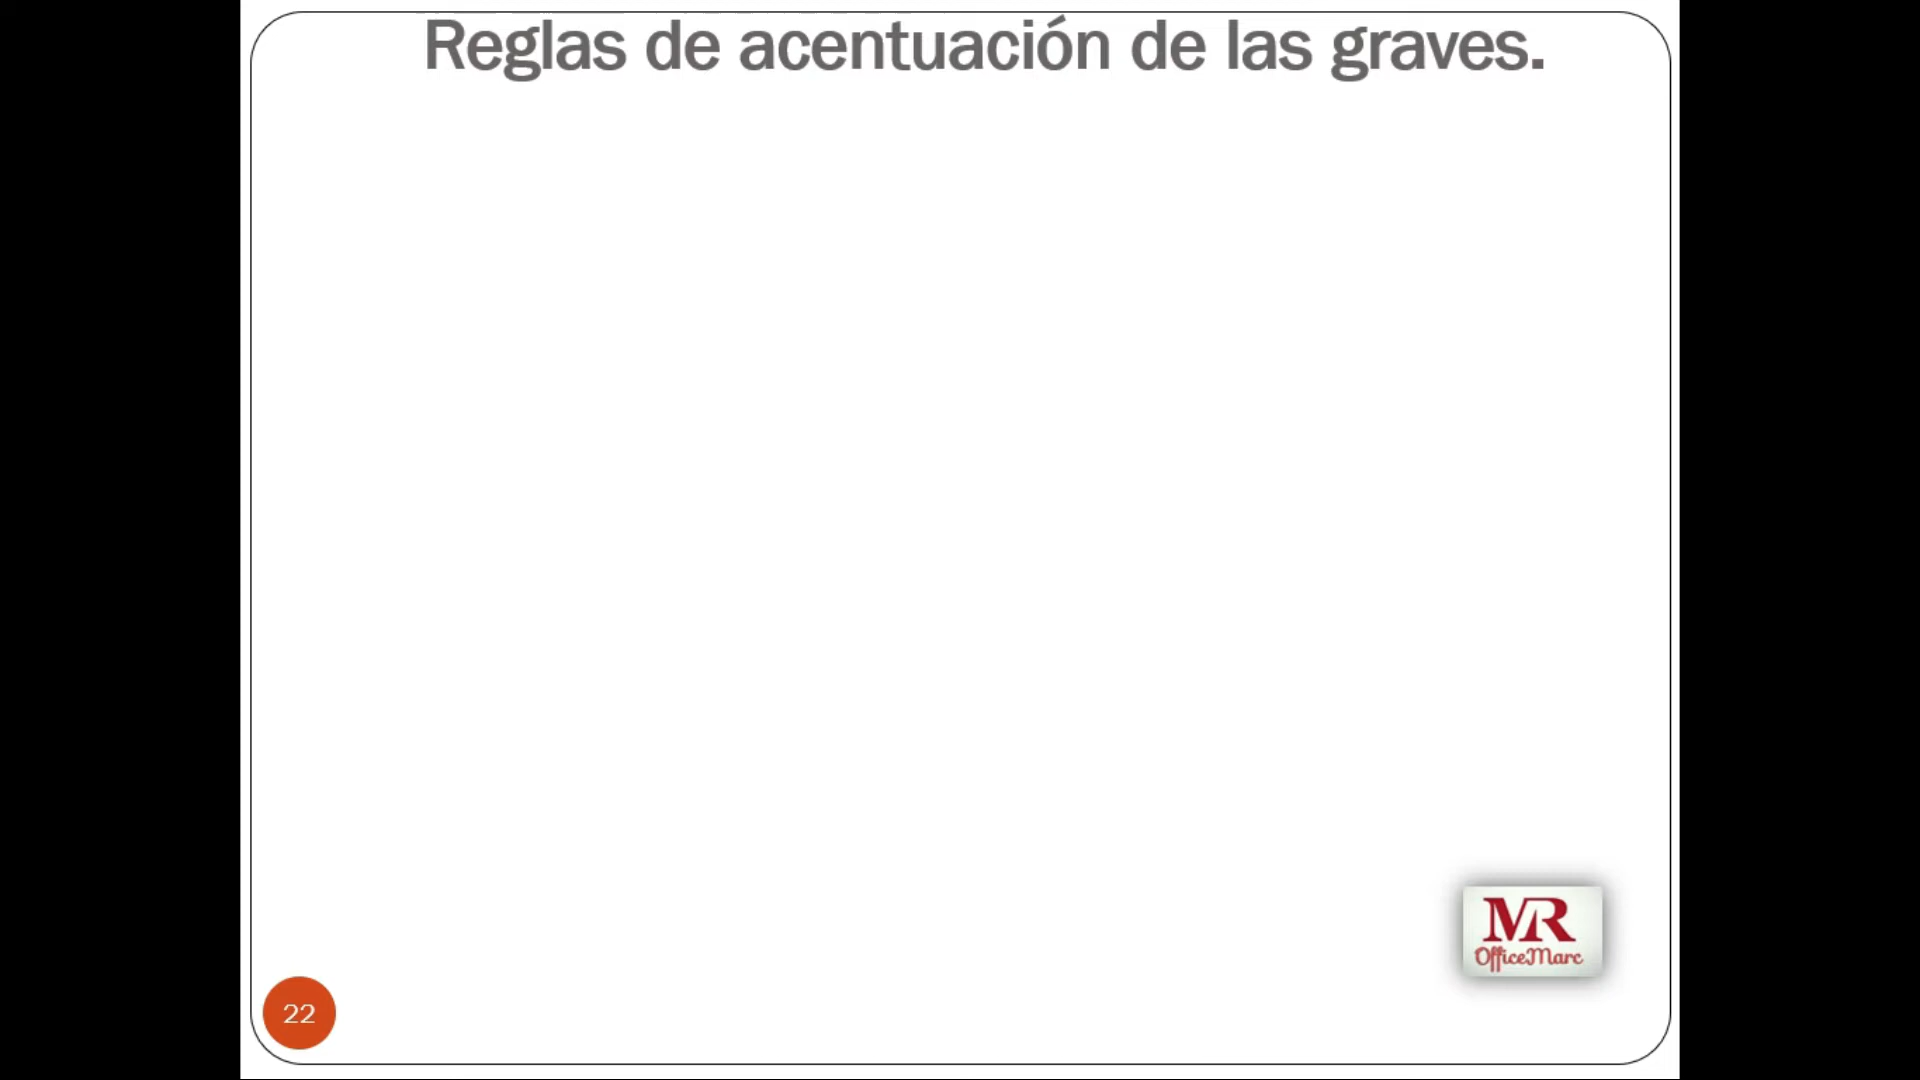 Reglas de acentuación de las graves.
MR
OfficeMarc
22